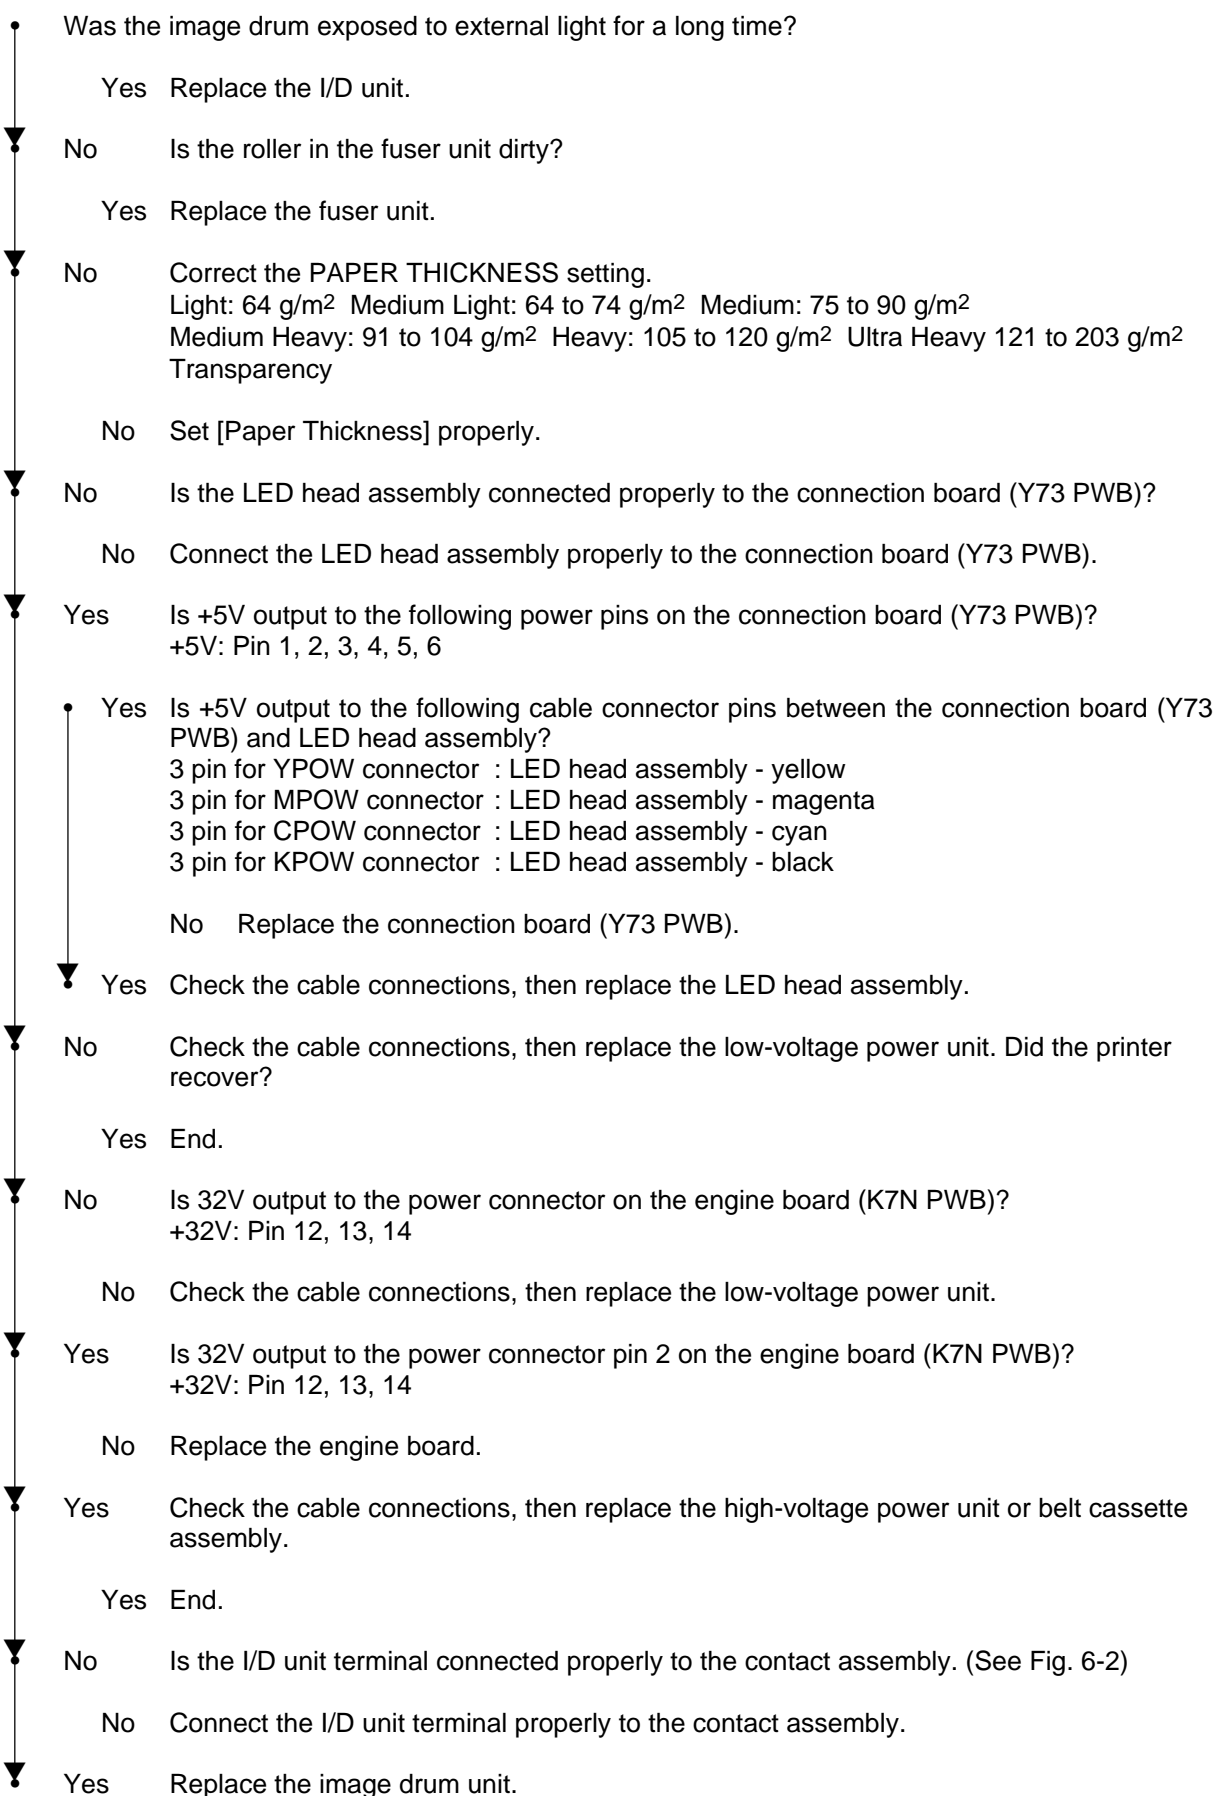 Was the image drum exposed to external light for a long time?
Yes Replace the I/D unit.
No Is the roller in the fuser unit dirty?
Yes Replace the fuser unit.
No Correct the PAPER THICKNESS setting.
Light: 64 g/m2 Medium Light: 64 to 74 g/m2 Medium: 75 to 90 g/m2
Medium Heavy: 91 to 104 g/m2 Heavy: 105 to 120 g/m2 Ultra Heavy 121 to 203 g/m2
Transparency
No Set [Paper Thickness] properly.
No Is the LED head assembly connected properly to the connection board (Y73 PWB)?
No Connect the LED head assembly properly to the connection board (Y73 PWB).
Yes Is +5V output to the following power pins on the connection board (Y73 PWB)?
+5V: Pin 1, 2, 3, 4, 5, 6
Yes Is +5V output to the following cable connector pins between the connection board (Y73
PWB) and LED head assembly?
3 pin for YPOW connector : LED head assembly - yellow
3 pin for MPOW connector : LED head assembly - magenta
3 pin for CPOW connector : LED head assembly - cyan
3 pin for KPOW connector : LED head assembly - black
No Replace the connection board (Y73 PWB).
Yes Check the cable connections, then replace the LED head assembly.
No Check the cable connections, then replace the low-voltage power unit. Did the printer
recover?
Yes End.
No Is 32V output to the power connector on the engine board (K7N PWB)?
+32V: Pin 12, 13, 14
No Check the cable connections, then replace the low-voltage power unit.
Yes Is 32V output to the power connector pin 2 on the engine board (K7N PWB)?
+32V: Pin 12, 13, 14
No Replace the engine board.
Yes Check the cable connections, then replace the high-voltage power unit or belt cassette
assembly.
Yes End.
No Is the I/D unit terminal connected properly to the contact assembly. (See Fig. 6-2)
No Connect the I/D unit terminal properly to the contact assembly.
Yes Replace the image drum unit.